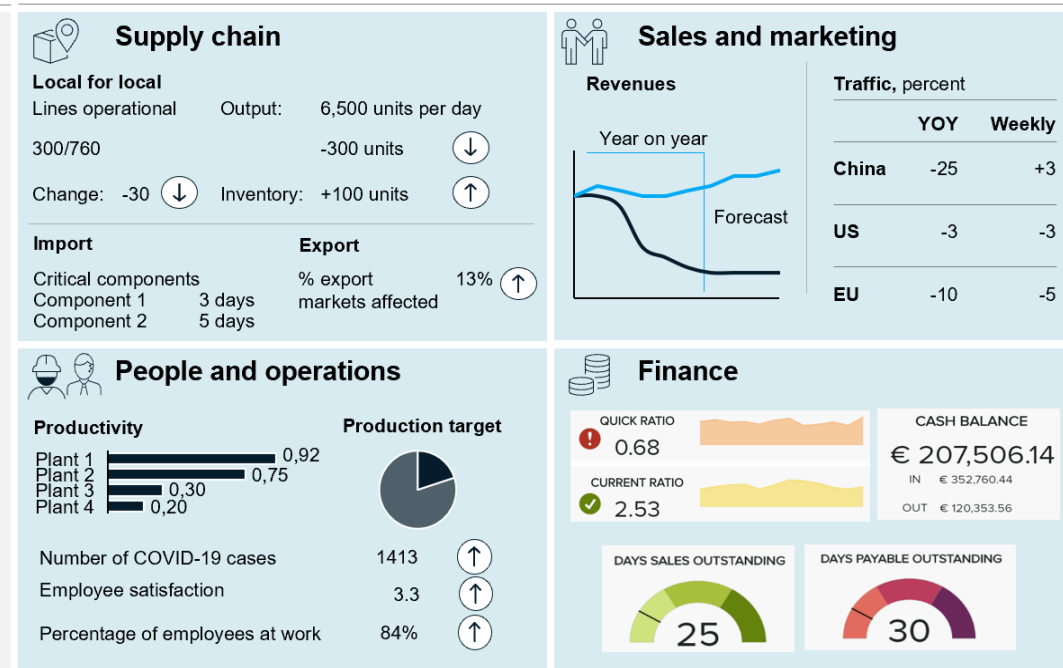 Supply chain
Local for local
Lines operational Output: 6,500 units per day
300/760 -300 units
Change: -30 Inventory: +100 units
Import
Critical components
Component 1 3 days
Component 2 5 days
Export
% export 13%
markets affected
Sales and marketing
Revenues
Year on year
Forecast
Traffic, percent
YOY Weekly
China -25 +3
US -3 -3
EU -10 -5
People and operations
Productivity
Plant 1 0,92
Plant 2 0,75
Plant 3 0,30
Plant 4 0,20
Production target
Number of COVID-19 cases 1413
Employee satisfaction 3.3
Percentage of employees at work 84%
Finance
QUICK RATIO
0.68
CURRENT RATIO
2.53
CASH BALANCE
€ 207,506.14
IN € 352,760.44
OUT € 120,353.56
DAYS SALES OUTSTANDING
25
DAYS PAYABLE OUTSTANDING
30